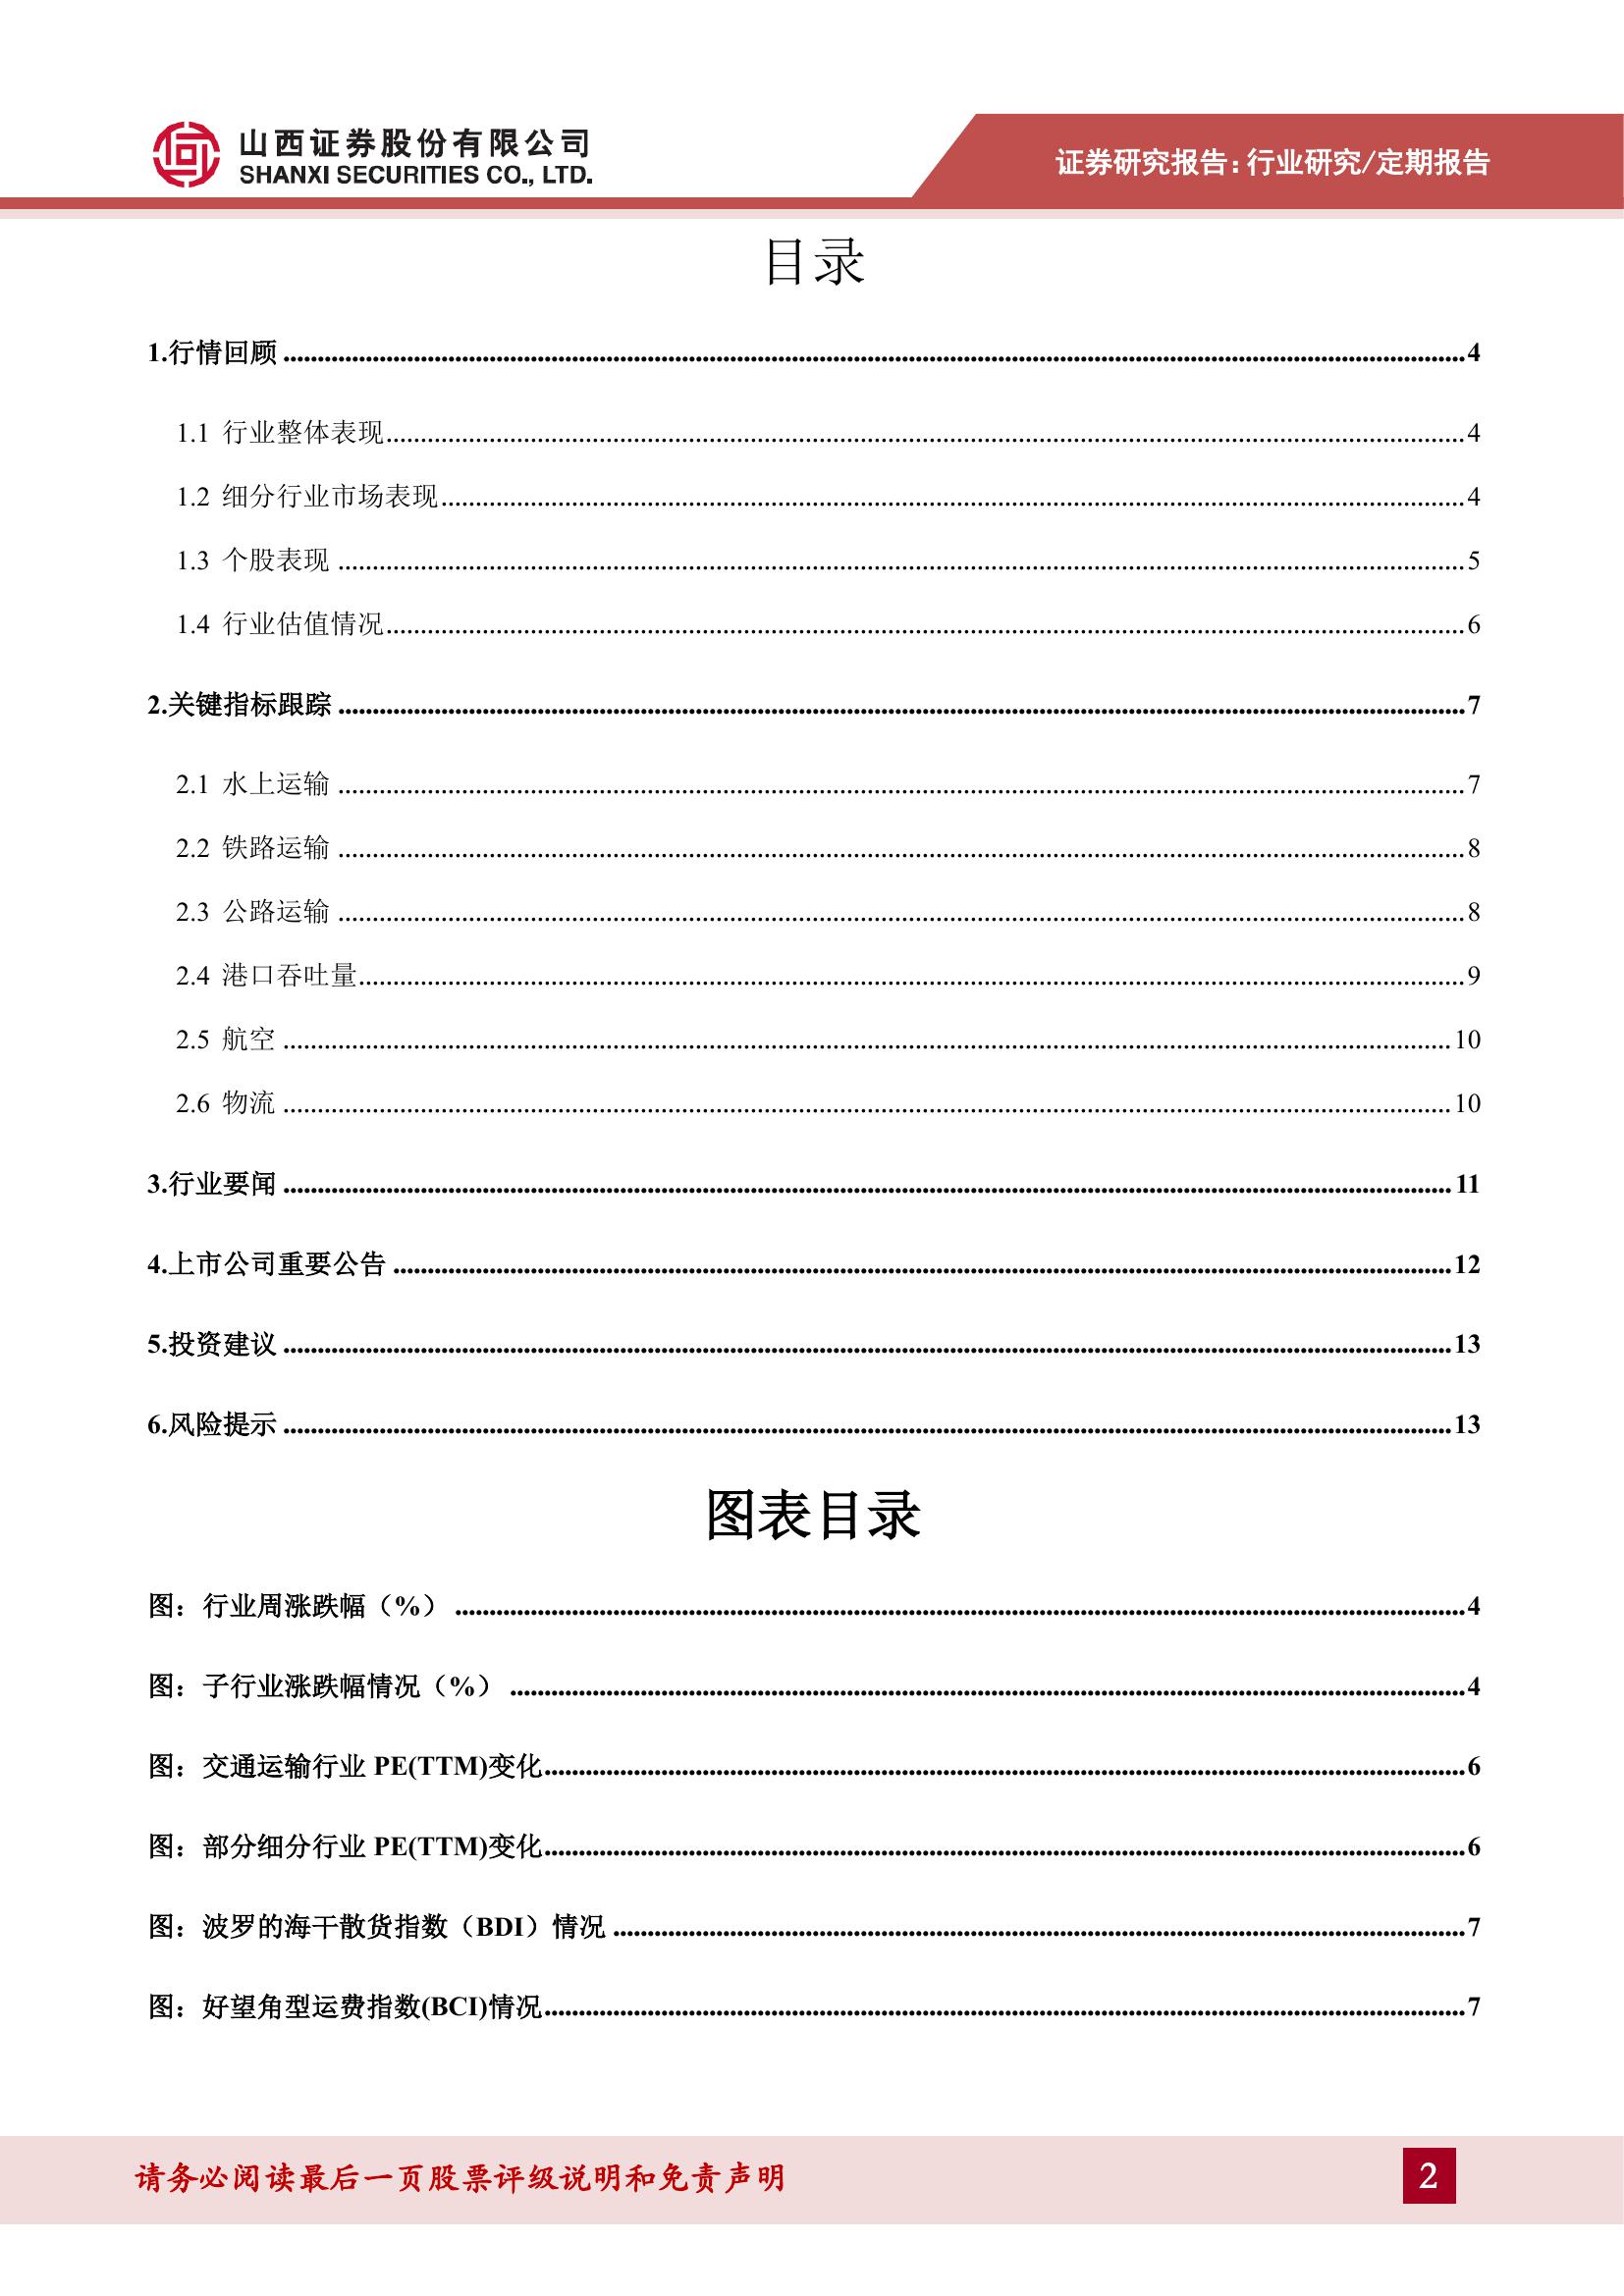 山西证券股份有限公司
SHANXI SECURITIES CO., LTD.
证券研究报告：行业研究/定期报告
目录
1.行情回顾 ........ 4
1.1 行业整体表现 ........ 4
1.2 细分行业市场表现 ........ 4
1.3 个股表现 ........ 5
1.4 行业估值情况 ........ 6
2.关键指标跟踪 ........ 7
2.1 水上运输 ........ 7
2.2 铁路运输 ........ 8
2.3 公路运输 ........ 8
2.4 港口吞吐量 ........ 9
2.5 航空 ........ 10
2.6 物流 ........ 10
3.行业要闻 ........ 11
4.上市公司重要公告 ........ 12
5.投资建议 ........ 13
6.风险提示 ........ 13
图表目录
图：行业周涨跌幅（%） ........ 4
图：子行业涨跌幅情况（%） ........ 4
图：交通运输行业 PE(TTM)变化 ........ 6
图：部分细分行业 PE(TTM)变化 ........ 6
图：波罗的海干散货指数（BDI）情况 ........ 7
图：好望角型运费指数(BCI)情况 ........ 7
请务必阅读最后一页股票评级说明和免责声明
2